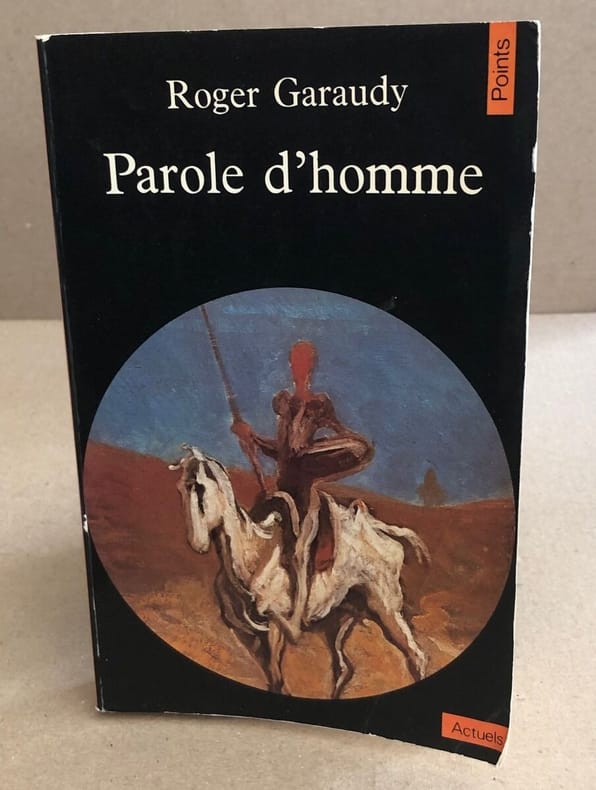 Points
Roger Garaudy
Parole d'homme
Actuels